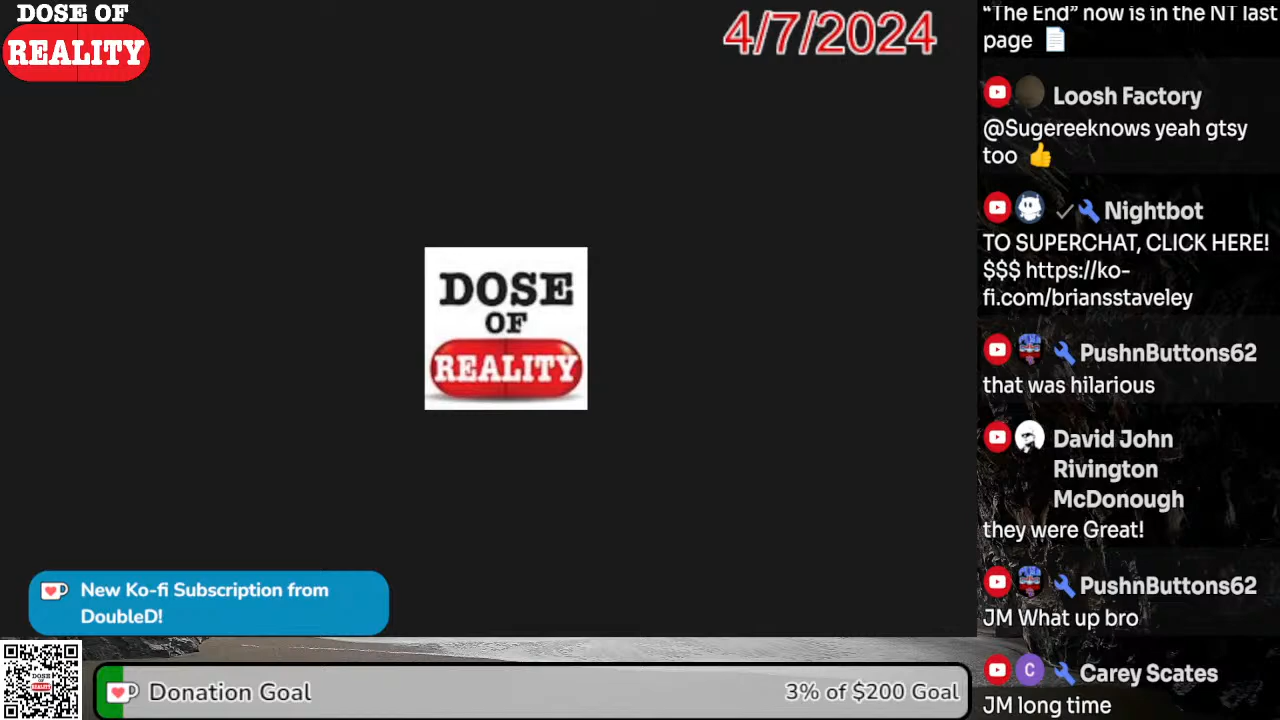 DOSE OF
REALITY
4/7/2024
DOSE
OF
REALITY
New Ko-fi Subscription from
DoubleD!
DOSE
OF
REALITY
Donation Goal
3% of $200 Goal
“The End” now is in the NT last
page 📄
Loosh Factory
@Sugereeknows yeah gtsy
too 👍
Nightbot
TO SUPERCHAT, CLICK HERE!
$$$ https://ko-
fi.com/briansstaveley
PushnButtons62
that was hilarious
David John
Rivington
McDonough
they were Great!
PushnButtons62
JM What up bro
C
Carey Scates
JM long time